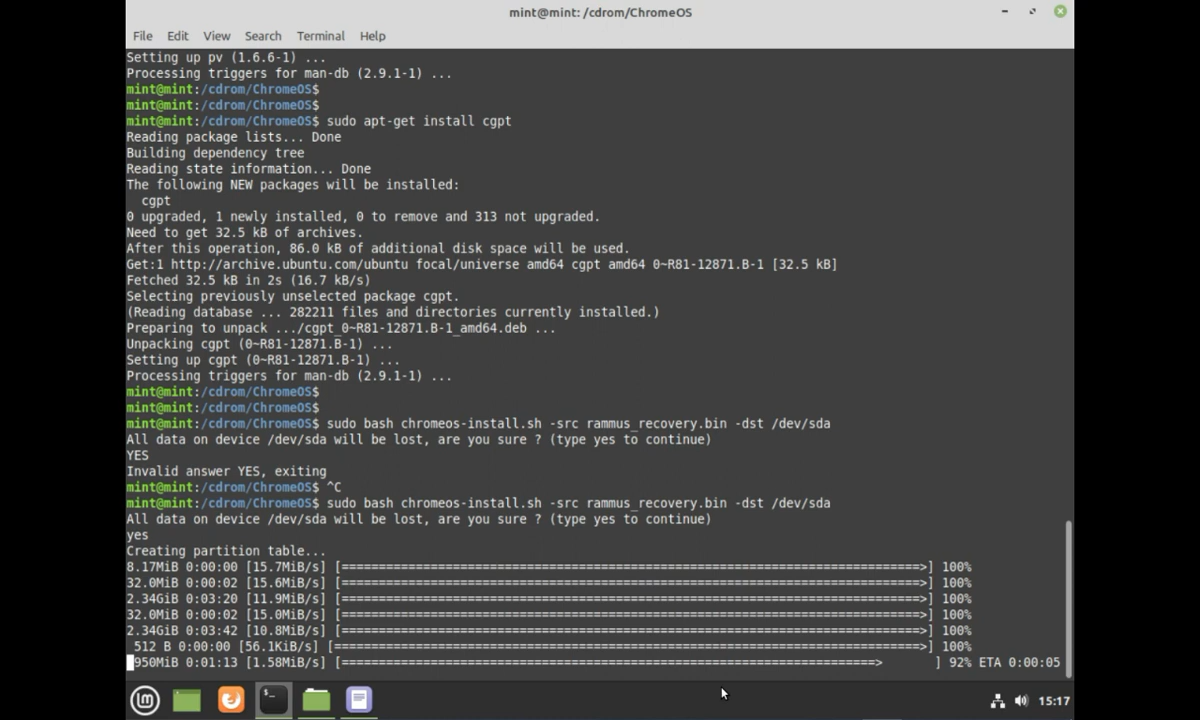 mint@mint: /cdrom/ChromeOS
File Edit View Search Terminal Help
Setting up pv (1.6.6-1) ...
Processing triggers for man-db (2.9.1-1) ...
mint@mint:/cdrom/ChromeOS$
mint@mint:/cdrom/ChromeOS$
mint@mint:/cdrom/ChromeOS$ sudo apt-get install cgpt
Reading package lists... Done
Building dependency tree
Reading state information... Done
The following NEW packages will be installed:
  cgpt
0 upgraded, 1 newly installed, 0 to remove and 313 not upgraded.
Need to get 32.5 kB of archives.
After this operation, 86.0 kB of additional disk space will be used.
Get:1 http://archive.ubuntu.com/ubuntu focal/universe amd64 cgpt amd64 0~R81-12871.B-1 [32.5 kB]
Fetched 32.5 kB in 2s (16.7 kB/s)
Selecting previously unselected package cgpt.
(Reading database ... 282211 files and directories currently installed.)
Preparing to unpack .../cgpt_0~R81-12871.B-1_amd64.deb ...
Unpacking cgpt (0~R81-12871.B-1) ...
Setting up cgpt (0~R81-12871.B-1) ...
Processing triggers for man-db (2.9.1-1) ...
mint@mint:/cdrom/ChromeOS$
mint@mint:/cdrom/ChromeOS$
mint@mint:/cdrom/ChromeOS$ sudo bash chromeos-install.sh -src rammus_recovery.bin -dst /dev/sda
All data on device /dev/sda will be lost, are you sure ? (type yes to continue)
YES
Invalid answer YES, exiting
mint@mint:/cdrom/ChromeOS$ ^C
mint@mint:/cdrom/ChromeOS$ sudo bash chromeos-install.sh -src rammus_recovery.bin -dst /dev/sda
All data on device /dev/sda will be lost, are you sure ? (type yes to continue)
yes
Creating partition table...
8.17MiB 0:00:00 [15.7MiB/s] [===============================================================================>] 100%
32.0MiB 0:00:02 [15.6MiB/s] [===============================================================================>] 100%
2.34GiB 0:03:20 [11.9MiB/s] [===============================================================================>] 100%
32.0MiB 0:00:02 [15.0MiB/s] [===============================================================================>] 100%
2.34GiB 0:03:42 [10.8MiB/s] [===============================================================================>] 100%
 512 B 0:00:00 [56.1KiB/s] [================================================================================>] 100%
950MiB 0:01:13 [1.58MiB/s] [=========================================================================>       ] 92% ETA 0:00:05
15:17